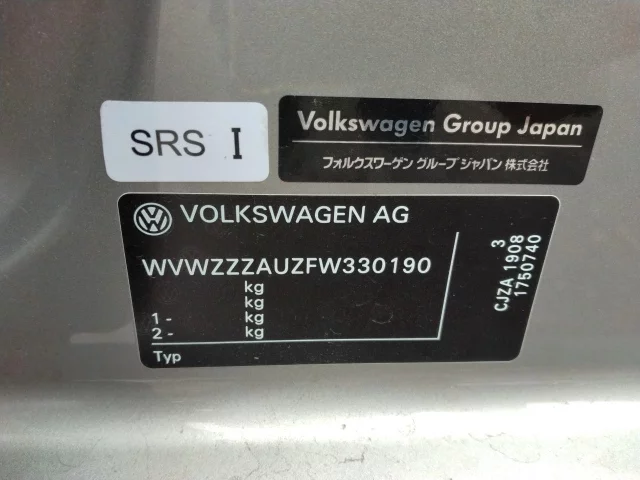 SRS I
Volkswagen Group Japan
フォルクスワーゲン グループ ジャパン 株式会社
VOLKSWAGEN AG
WVWZZZAUZFW330190
kg
kg
1- kg
2- kg
Typ
3
CJZA 1908
1750740